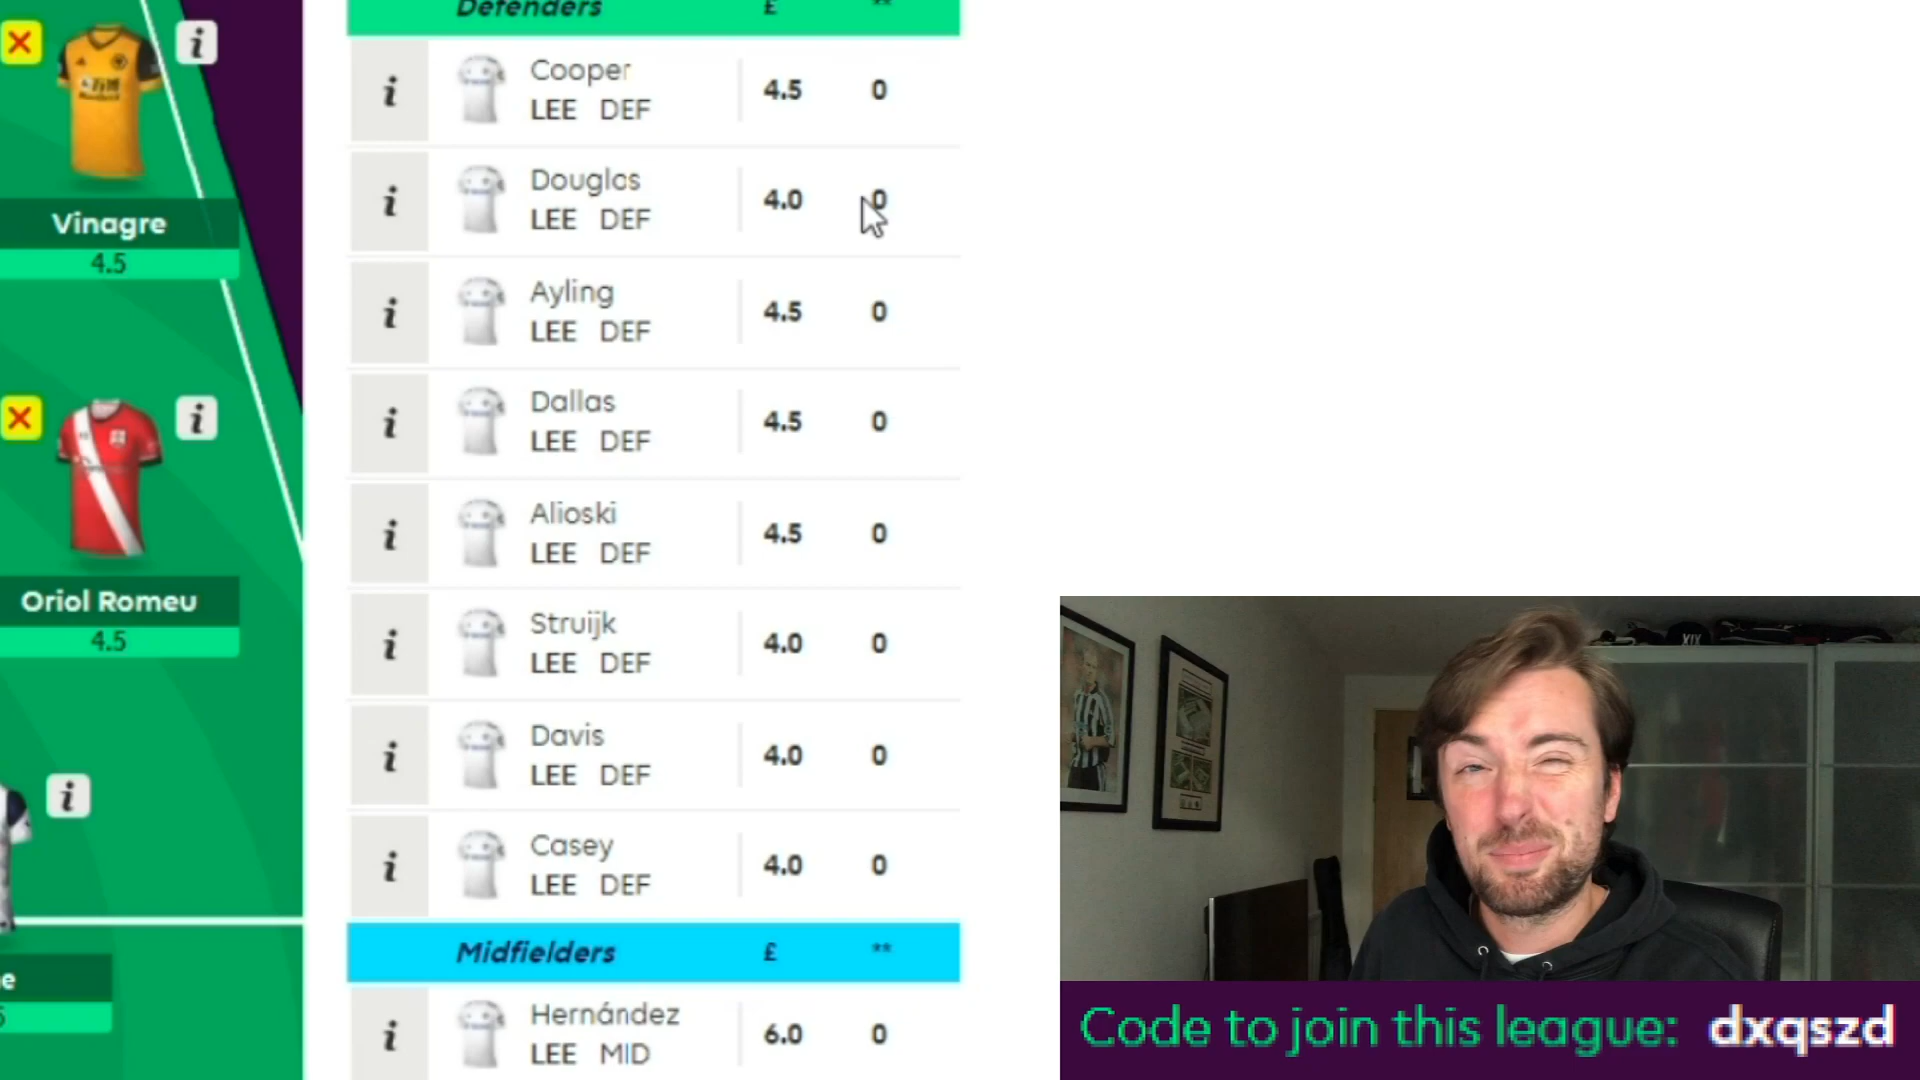 Vinagre
4.5
Oriol Romeu
4.5
Defenders £ **
i Cooper 4.5 0
LEE DEF
i Douglas 4.0 0
LEE DEF
i Ayling 4.5 0
LEE DEF
i Dallas 4.5 0
LEE DEF
i Alioski 4.5 0
LEE DEF
i Struijk 4.0 0
LEE DEF
i Davis 4.0 0
LEE DEF
i Casey 4.0 0
LEE DEF
Midfielders £ **
i Hernández 6.0 0
LEE MID
XIX
Code to join this league: dxqszd